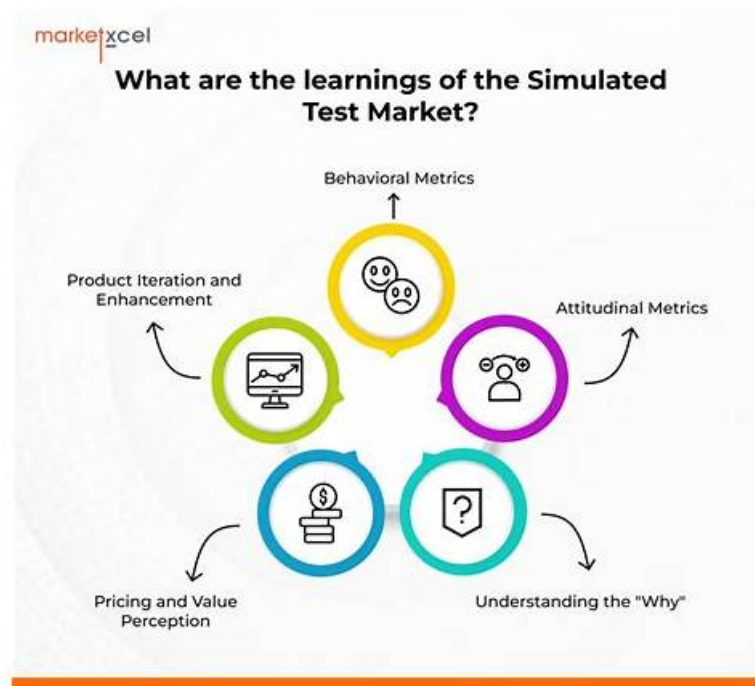 marketxcel
What are the learnings of the Simulated
Test Market?
Behavioral Metrics
Product Iteration and
Enhancement
Attitudinal Metrics
$
?
Pricing and Value
Perception
Understanding the "Why"